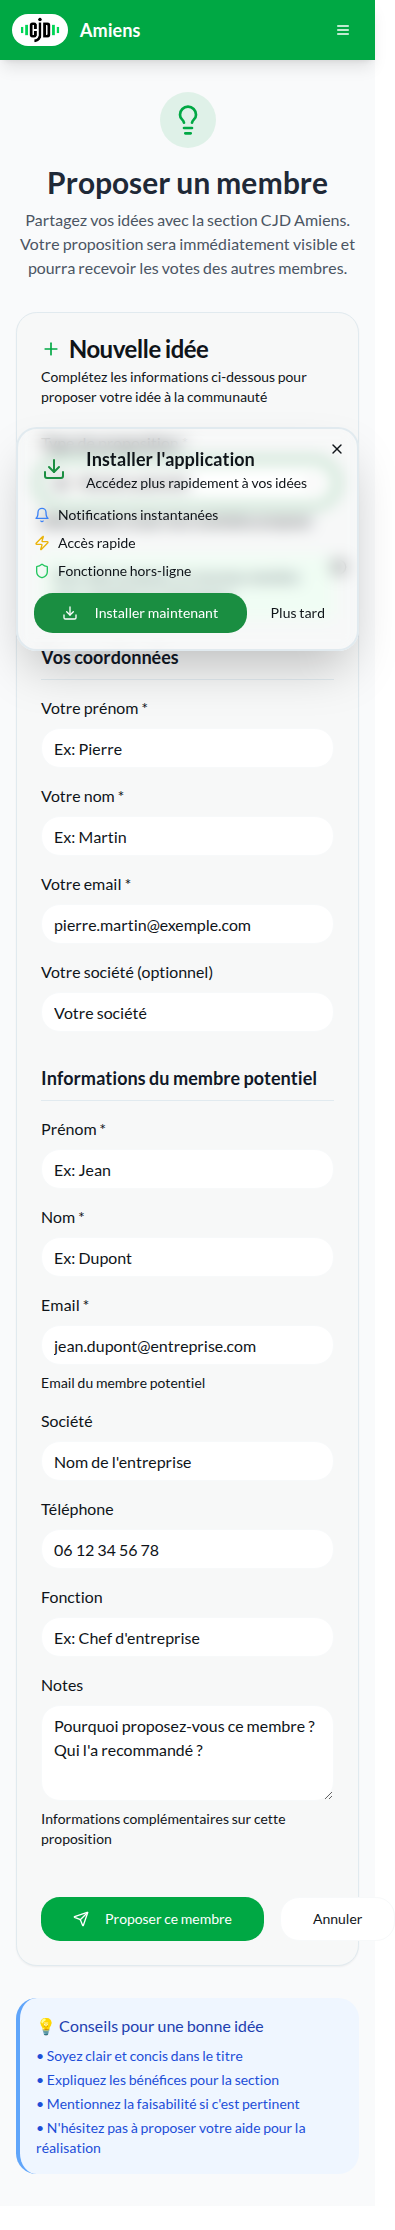 CJD
Amiens
Proposer un membre
Partagez vos idées avec la section CJD Amiens.
Votre proposition sera immédiatement visible et
pourra recevoir les votes des autres membres.
Nouvelle idée
Complétez les informations ci-dessous pour
proposer votre idée à la communauté
Installer l'application
Accédez plus rapidement à vos idées
Notifications instantanées
Accès rapide
Fonctionne hors-ligne
Installer maintenant
Plus tard
Vos coordonnées
Votre prénom *
Ex: Pierre
Votre nom *
Ex: Martin
Votre email *
pierre.martin@exemple.com
Votre société (optionnel)
Votre société
Informations du membre potentiel
Prénom *
Ex: Jean
Nom *
Ex: Dupont
Email *
jean.dupont@entreprise.com
Email du membre potentiel
Société
Nom de l'entreprise
Téléphone
06 12 34 56 78
Fonction
Ex: Chef d'entreprise
Notes
Pourquoi proposez-vous ce membre ?
Qui l'a recommandé ?
Informations complémentaires sur cette
proposition
Proposer ce membre
Annuler
💡 Conseils pour une bonne idée
• Soyez clair et concis dans le titre
• Expliquez les bénéfices pour la section
• Mentionnez la faisabilité si c'est pertinent
• N'hésitez pas à proposer votre aide pour la
réalisation